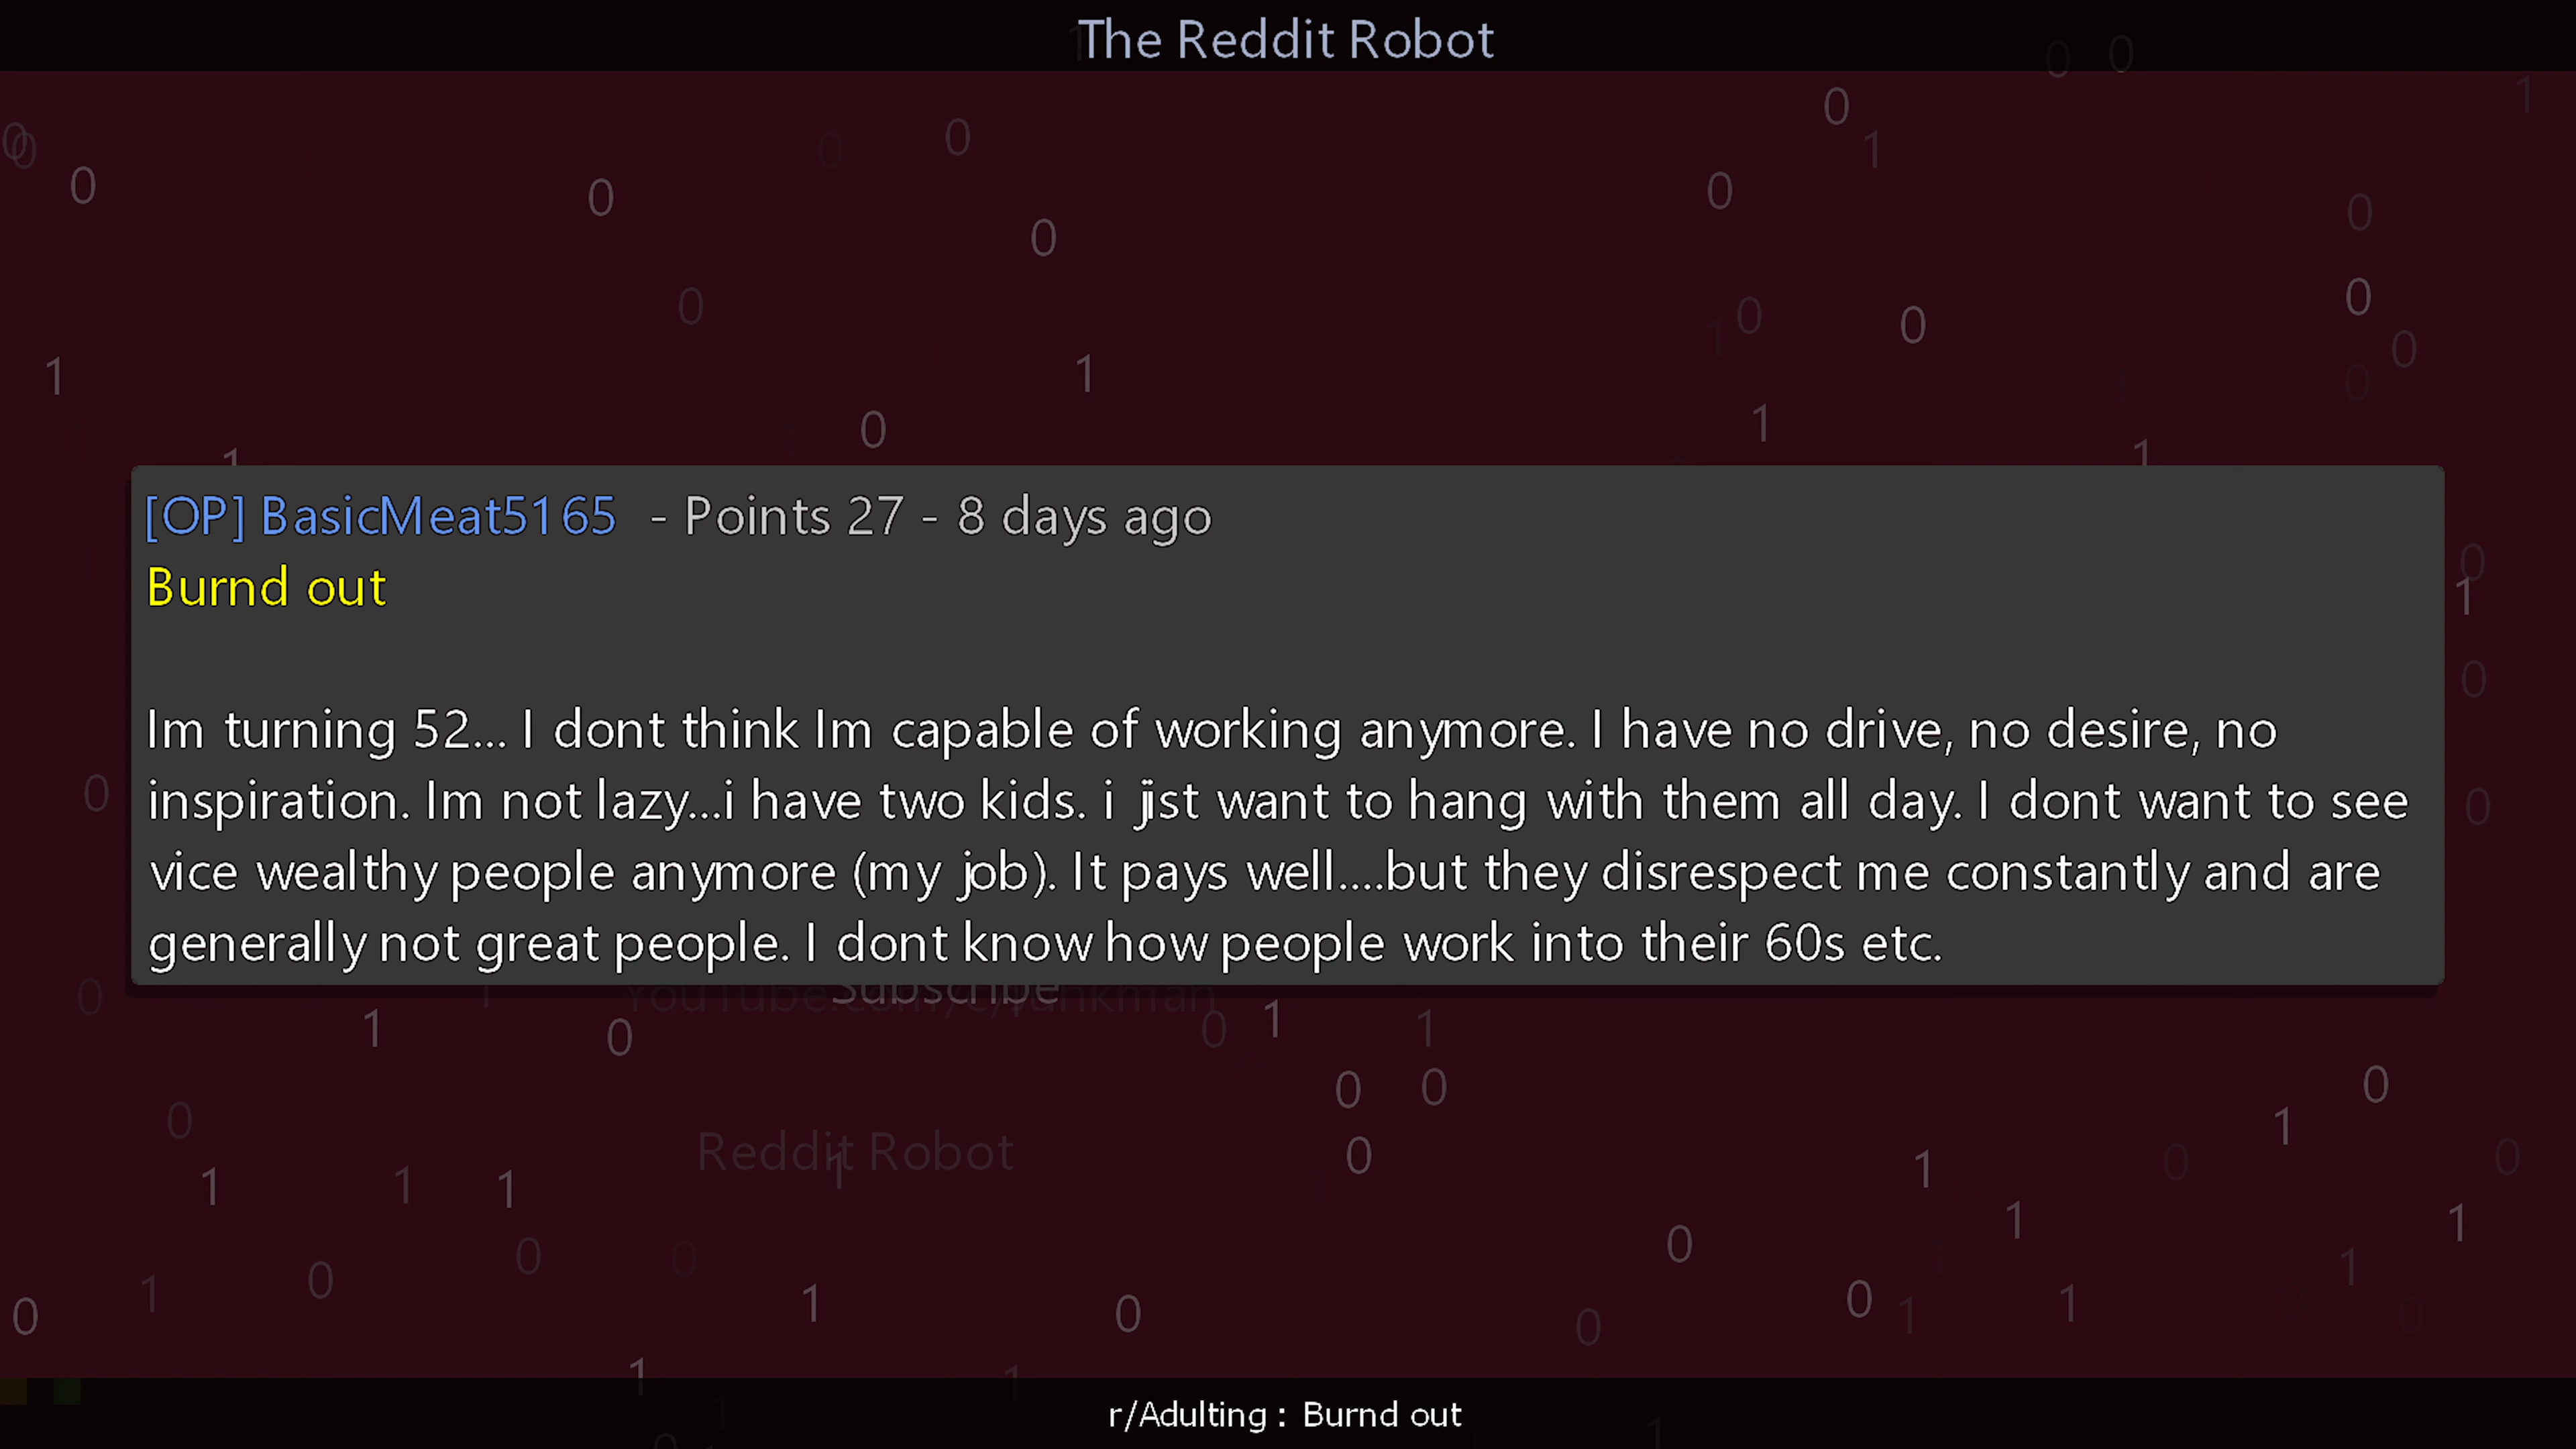 The Reddit Robot
[OP] BasicMeat5165 - Points 27 - 8 days ago
Burnd out
Im turning 52... I dont think Im capable of working anymore. I have no drive, no desire, no
inspiration. Im not lazy...i have two kids. i jist want to hang with them all day. I dont want to see
vice wealthy people anymore (my job). It pays well....but they disrespect me constantly and are
generally not great people. I dont know how people work into their 60s etc.
Subscribe
Reddit Robot
r/Adulting : Burnd out